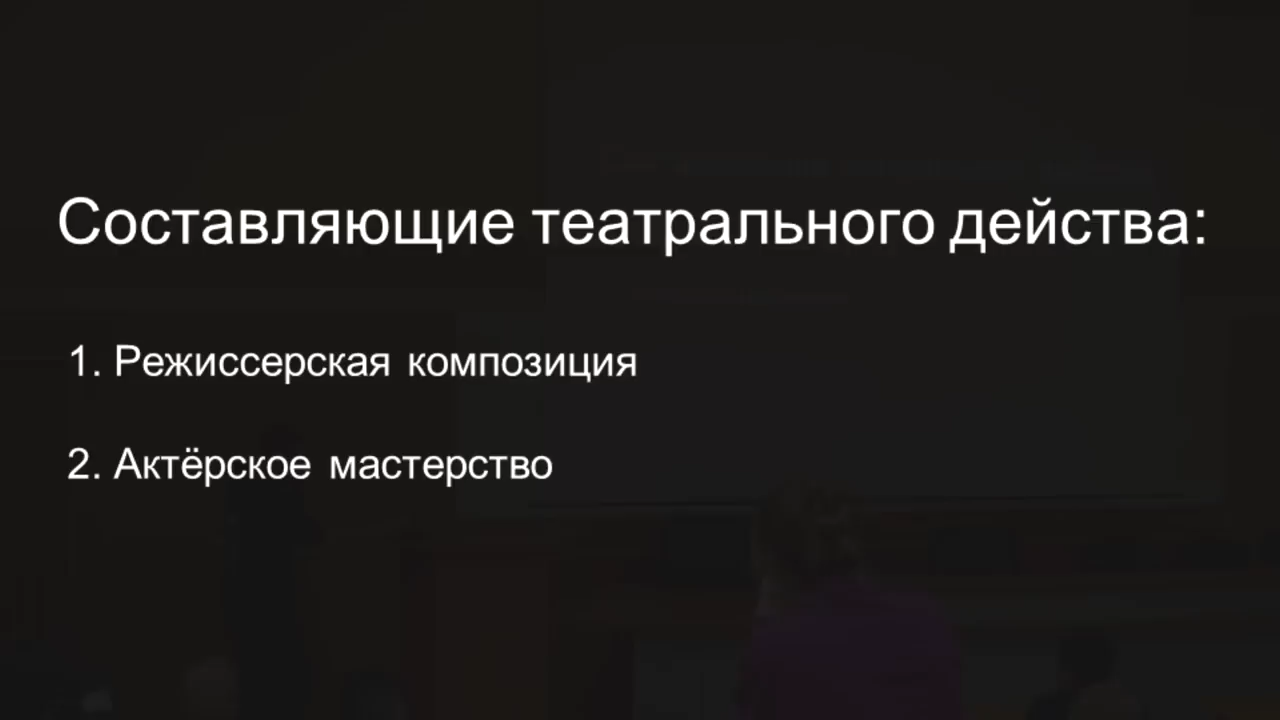 Составляющие театрального действа:
1. Режиссерская композиция
2. Актёрское мастерство